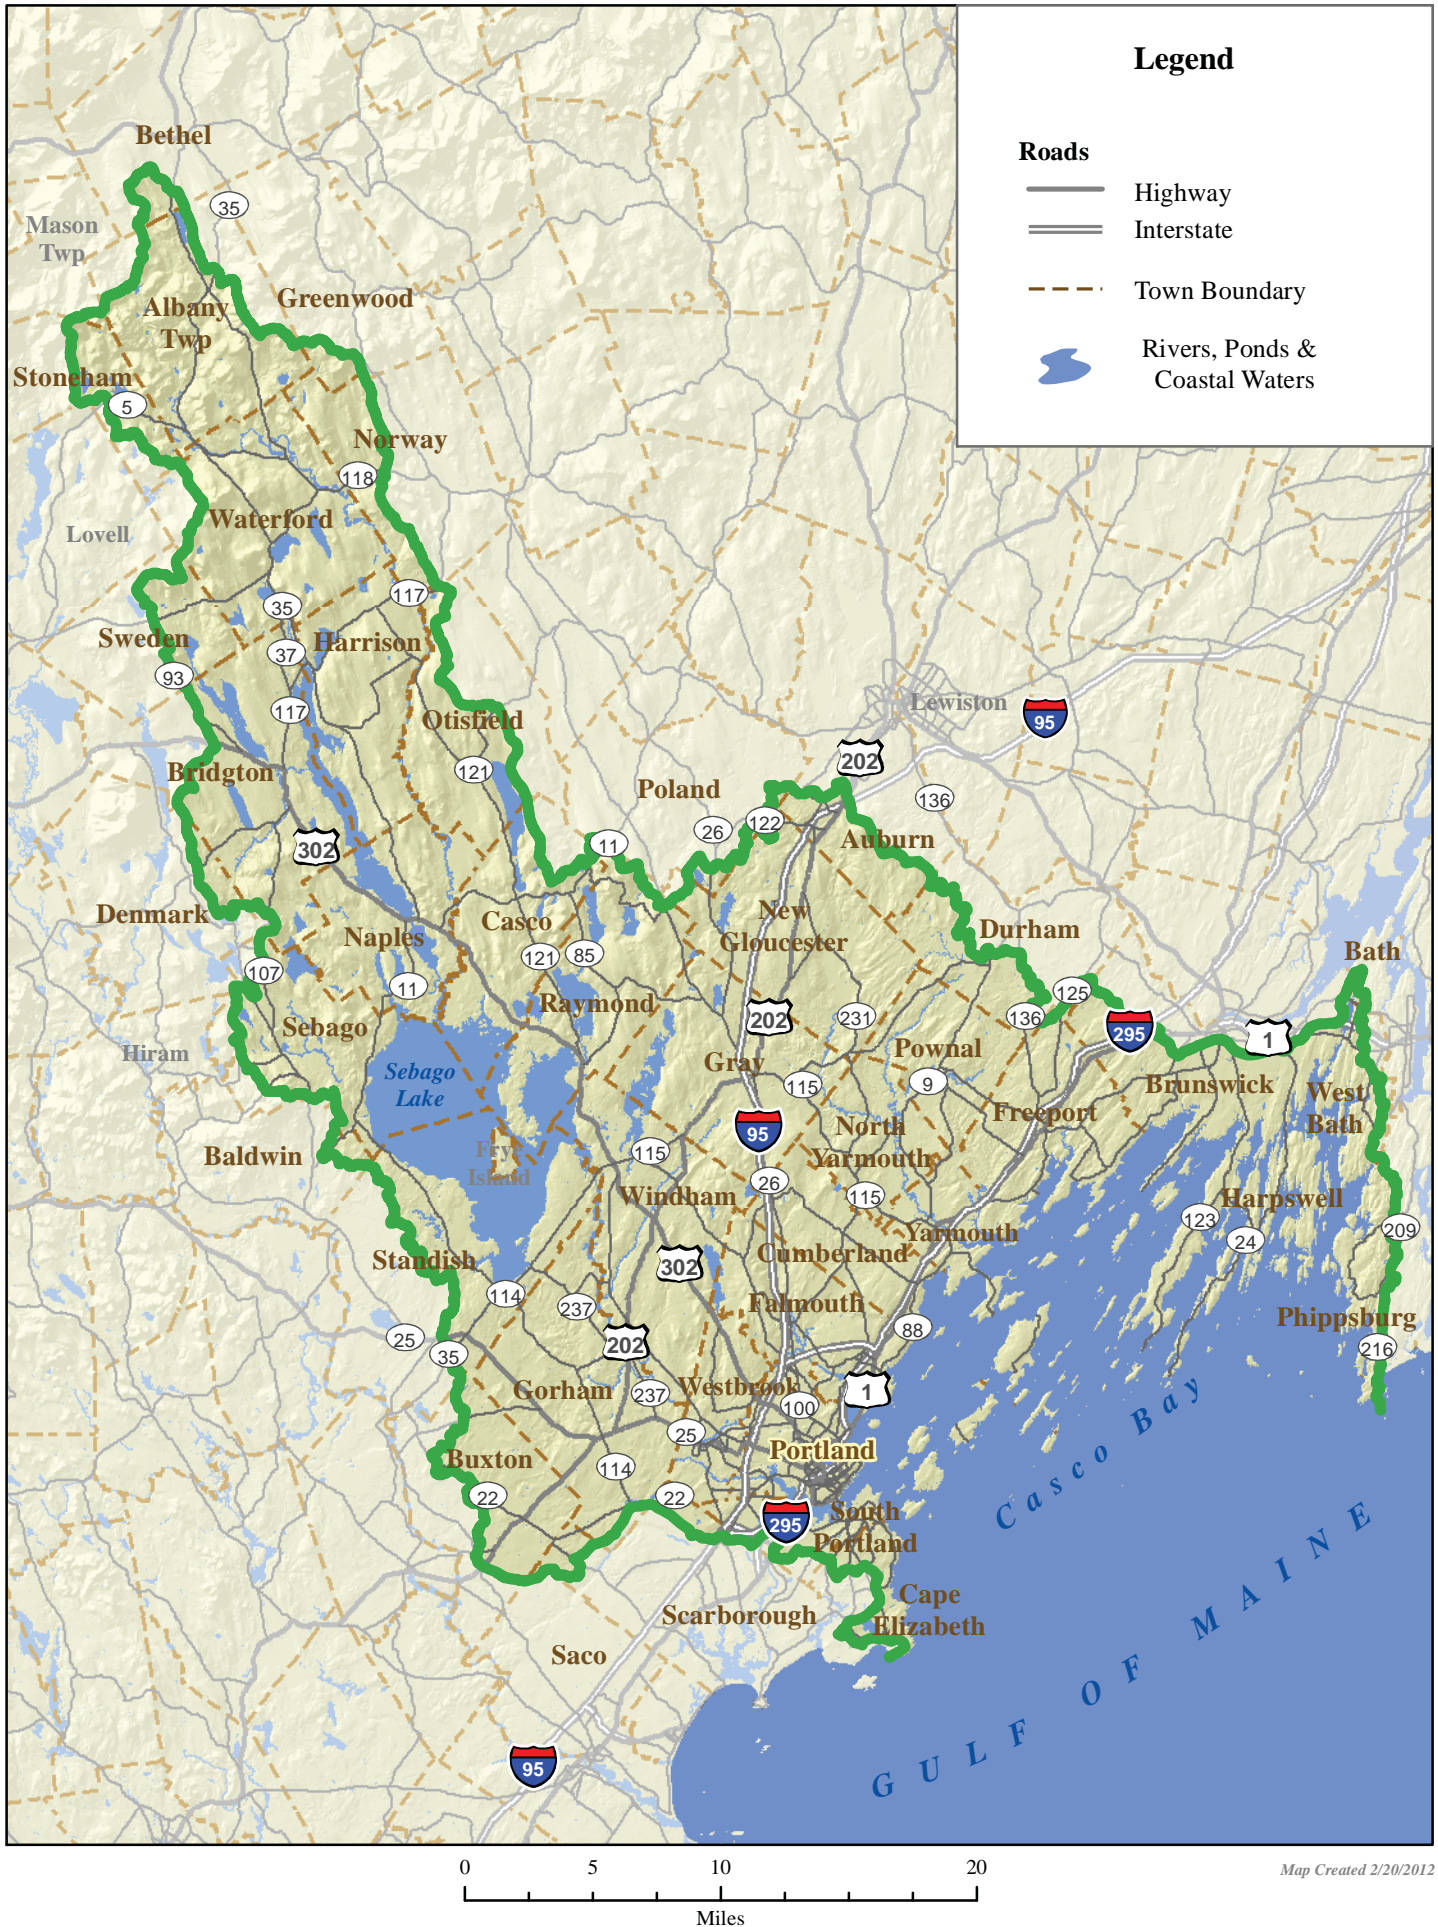 Legend
Roads
Highway
Interstate
Town Boundary
Rivers, Ponds &
Coastal Waters
Bethel
35
Mason
Twp
Greenwood
Albany
Twp
Stoneham
5
Norway
118
Waterford
Lovell
117
35
Sweden
Harrison
37
93
117
Otisfield
Lewiston
95
202
Bridgton
121
Poland
136
26
122
11
Auburn
302
Denmark
Casco
New
Gloucester
Durham
Naples
121
85
Bath
107
11
125
Raymond
202
231
136
295
1
Sebago
Hiram
Gray
Pownal
Sebago
Lake
115
9
Brunswick
West
Bath
Freeport
95
North
Yarmouth
Baldwin
Frye
Island
115
26
115
Windham
Harpswell
123
209
24
Yarmouth
Standish
Cumberland
302
114
237
Falmouth
Phippsburg
88
25
35
202
216
Gorham
237
Westbrook
1
100
Casco Bay
25
Portland
Buxton
114
22
22
295
South
Portland
GULF OF MAINE
Cape
Elizabeth
Scarborough
Saco
95
0
5
10
20
Miles
Map Created 2/20/2012